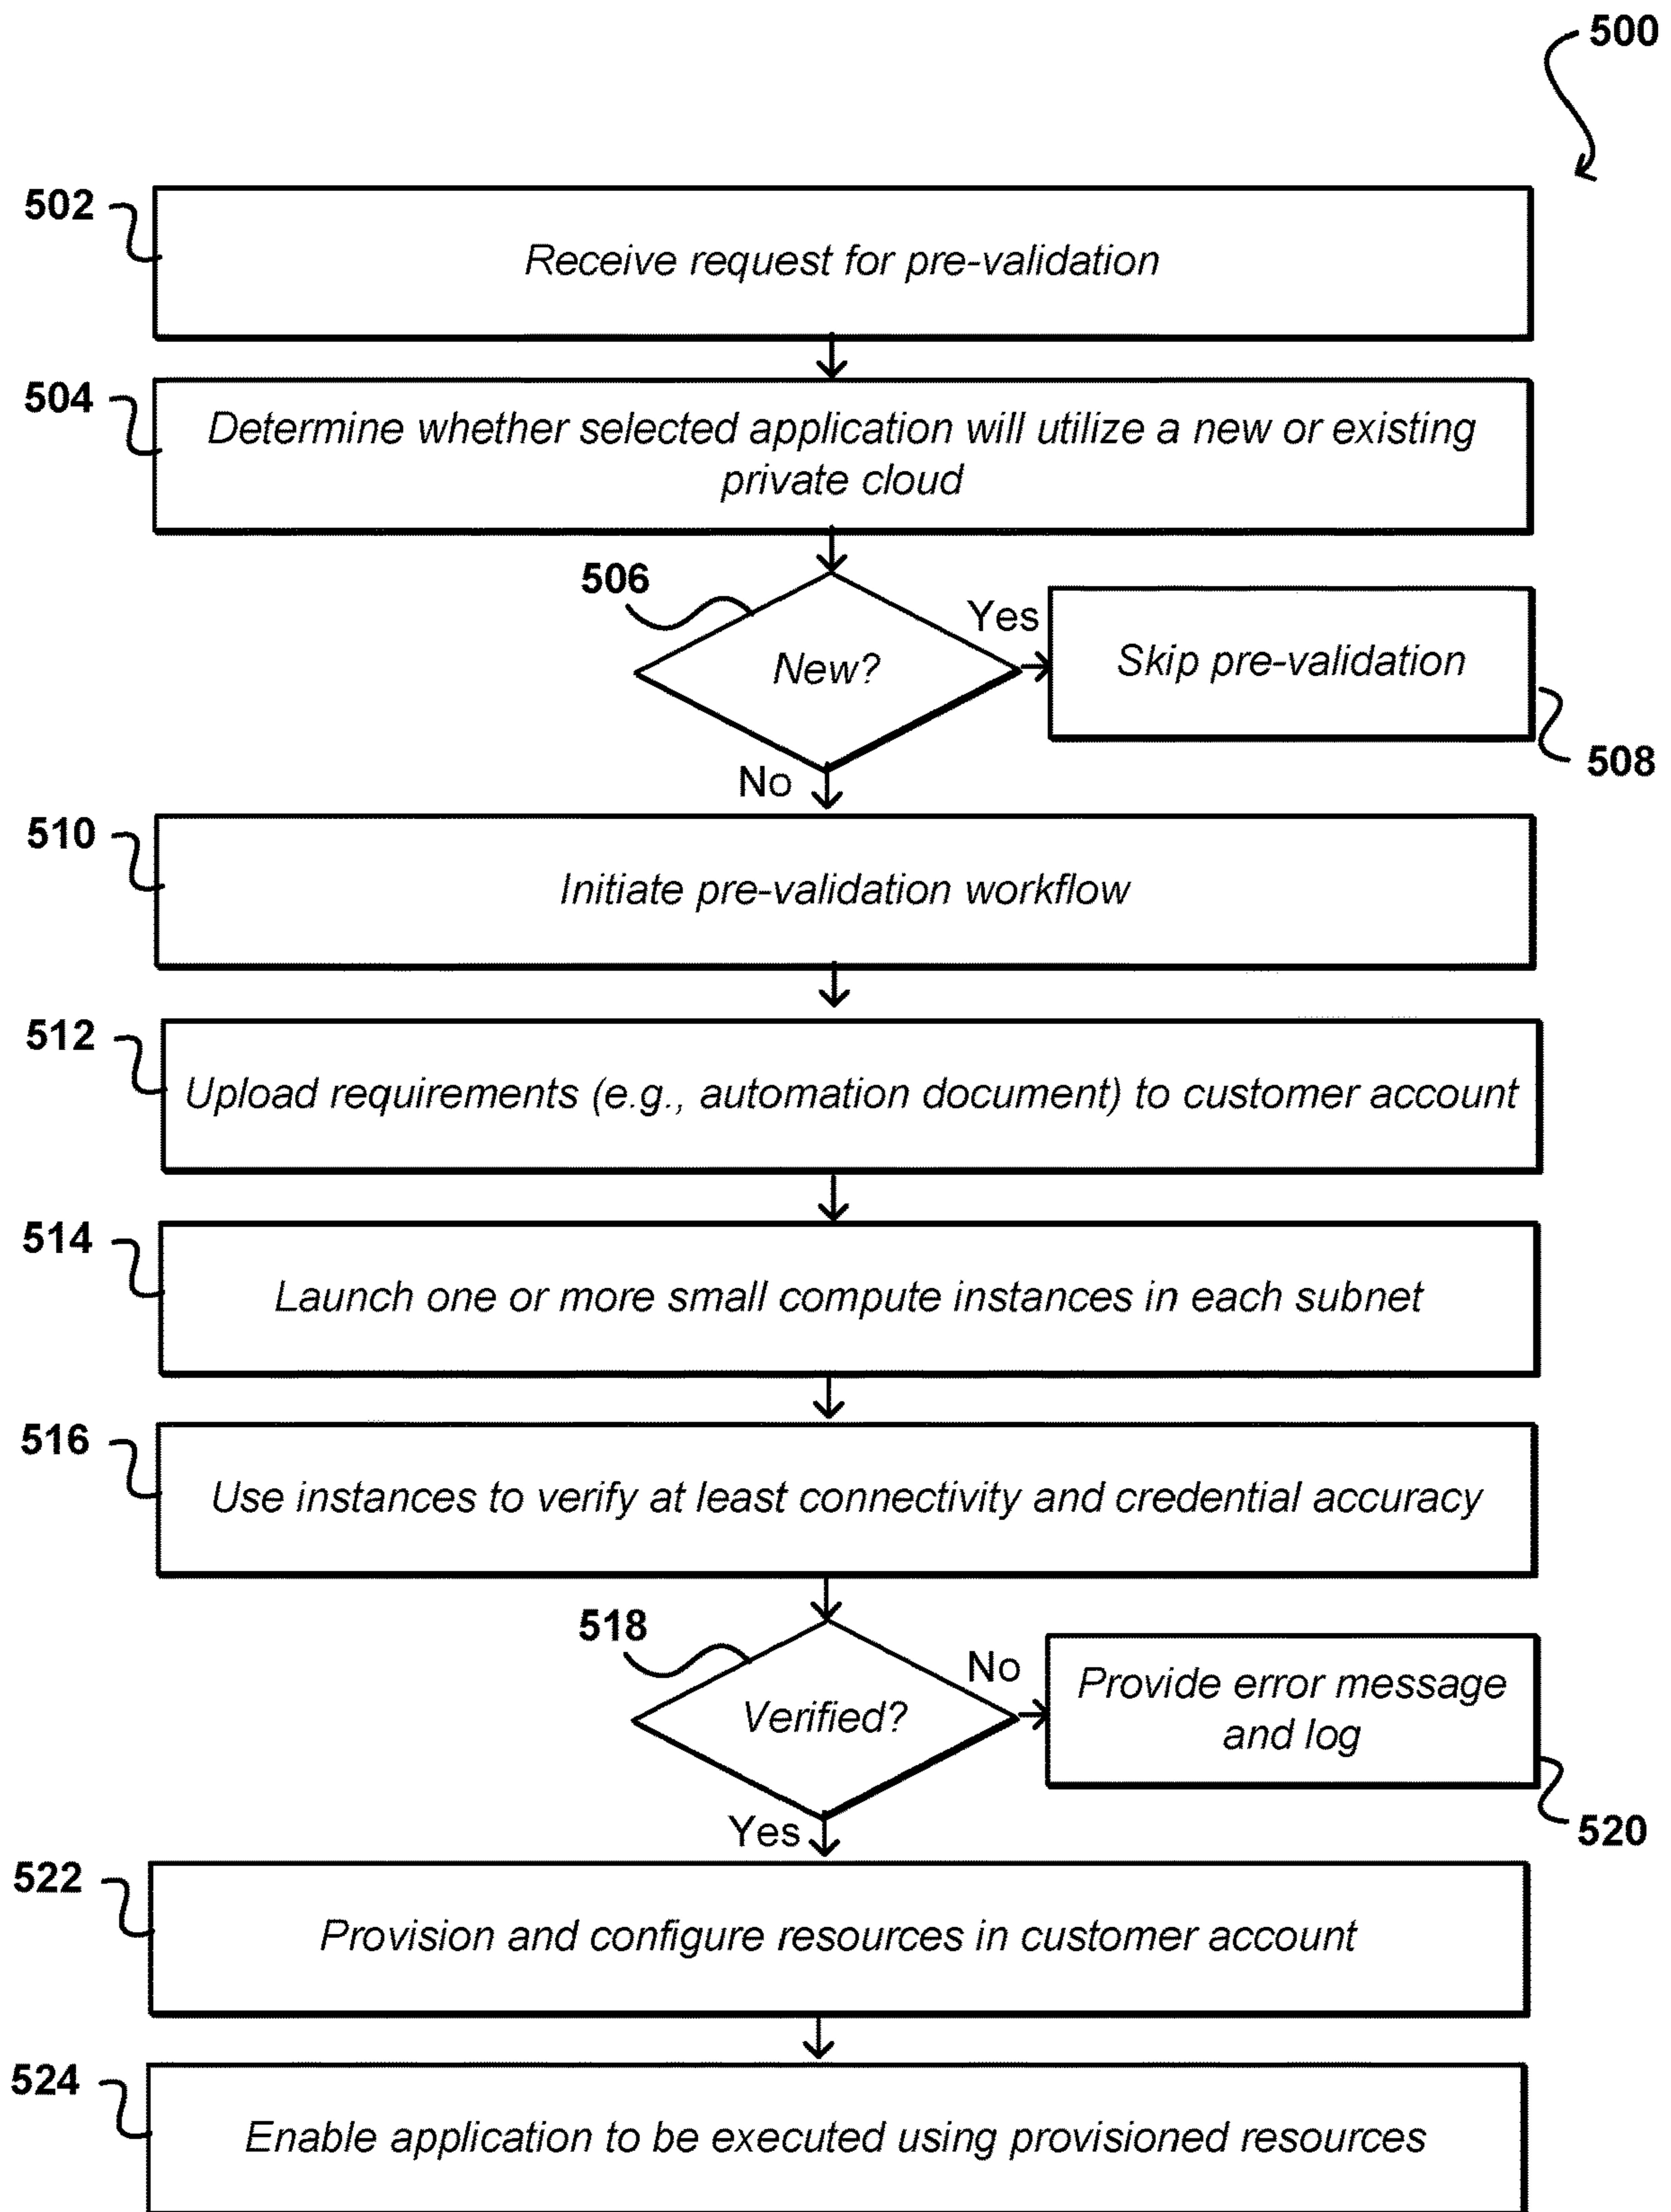 500
502
Receive request for pre-validation
504
Determine whether selected application will utilize a new or existing
private cloud
506
New?
Yes
Skip pre-validation
508
No
510
Initiate pre-validation workflow
512
Upload requirements (e.g., automation document) to customer account
514
Launch one or more small compute instances in each subnet
516
Use instances to verify at least connectivity and credential accuracy
518
Verified?
No
Provide error message
and log
520
Yes
522
Provision and configure resources in customer account
524
Enable application to be executed using provisioned resources